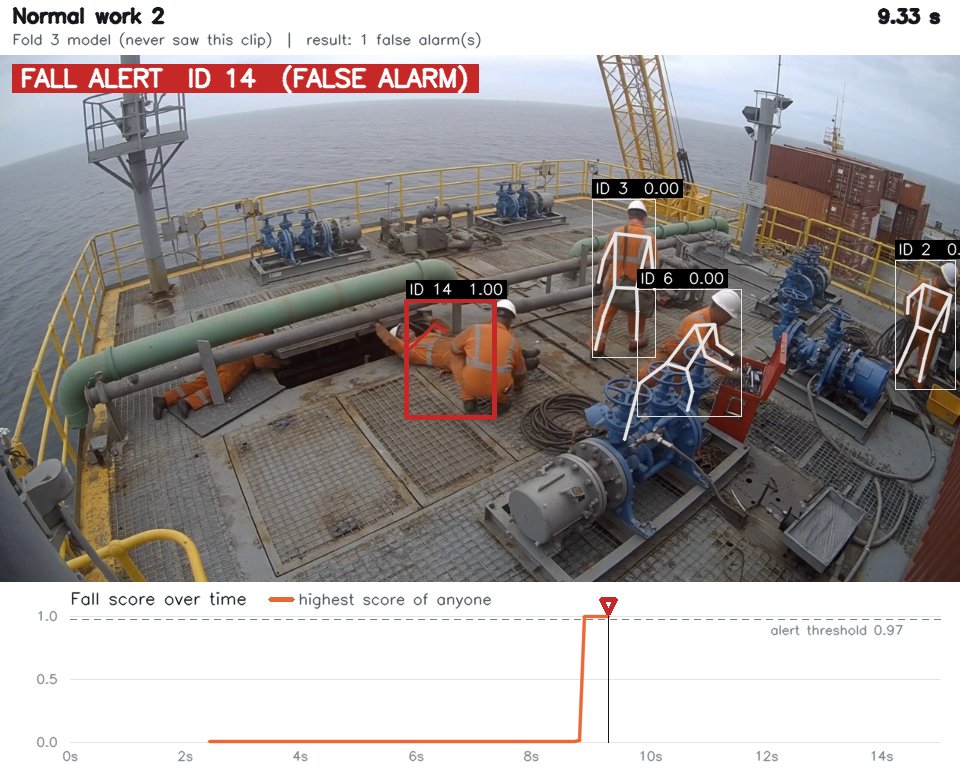 Normal work 2
9.33 s
Fold 3 model (never saw this clip) | result: 1 false alarm(s)
FALL ALERT ID 14 (FALSE ALARM)
ID 3 0.00
ID 2 0.
ID 6 0.00
ID 14 1.00
Fall score over time
highest score of anyone
1.0
alert threshold 0.97
0.5
0.0
0s 2s 4s 6s 8s 10s 12s 14s